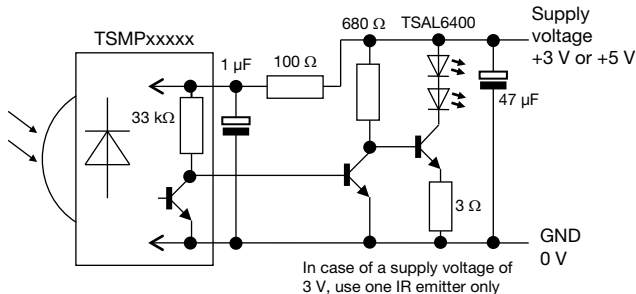 TSMPxxxxx
680 Ω
TSAL6400
Supply
voltage
+3 V or +5 V
1 µF
100 Ω
33 kΩ
47 µF
3 Ω
GND
0 V
In case of a supply voltage of
3 V, use one IR emitter only